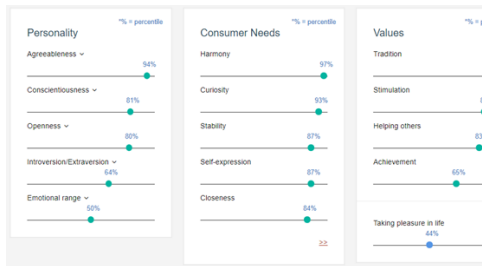 *% = percentile
Personality
Agreeableness
94%
Conscientiousness
81%
Openness
80%
Introversion/Extraversion
64%
Emotional range
50%
*% = percentile
Consumer Needs
Harmony
97%
Curiosity
93%
Stability
87%
Self-expression
87%
Closeness
84%
>>
*% =
Values
Tradition
Stimulation
Helping others
Achievement
65%
Taking pleasure in life
44%